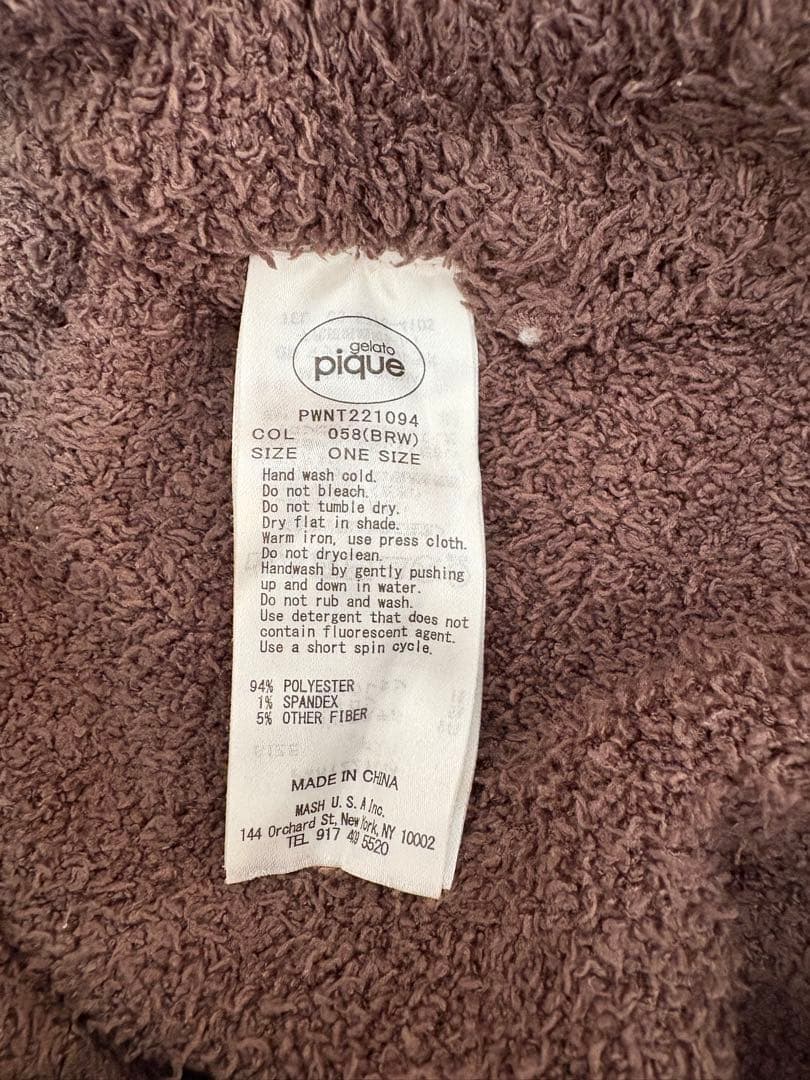 gelato
pique
PWNT221094
COL 058(BRW)
SIZE ONE SIZE
Hand wash cold.
Do not bleach.
Do not tumble dry.
Dry flat in shade.
Warm iron, use press cloth.
Do not dryclean.
Handwash by gently pushing
up and down in water.
Do not rub and wash.
Use detergent that does not
contain fluorescent agent.
Use a short spin cycle.
94% POLYESTER
1% SPANDEX
5% OTHER FIBER
MADE IN CHINA
MASH U. S. A Inc.
144 Orchard St, New York, NY 10002
TEL 917 5520